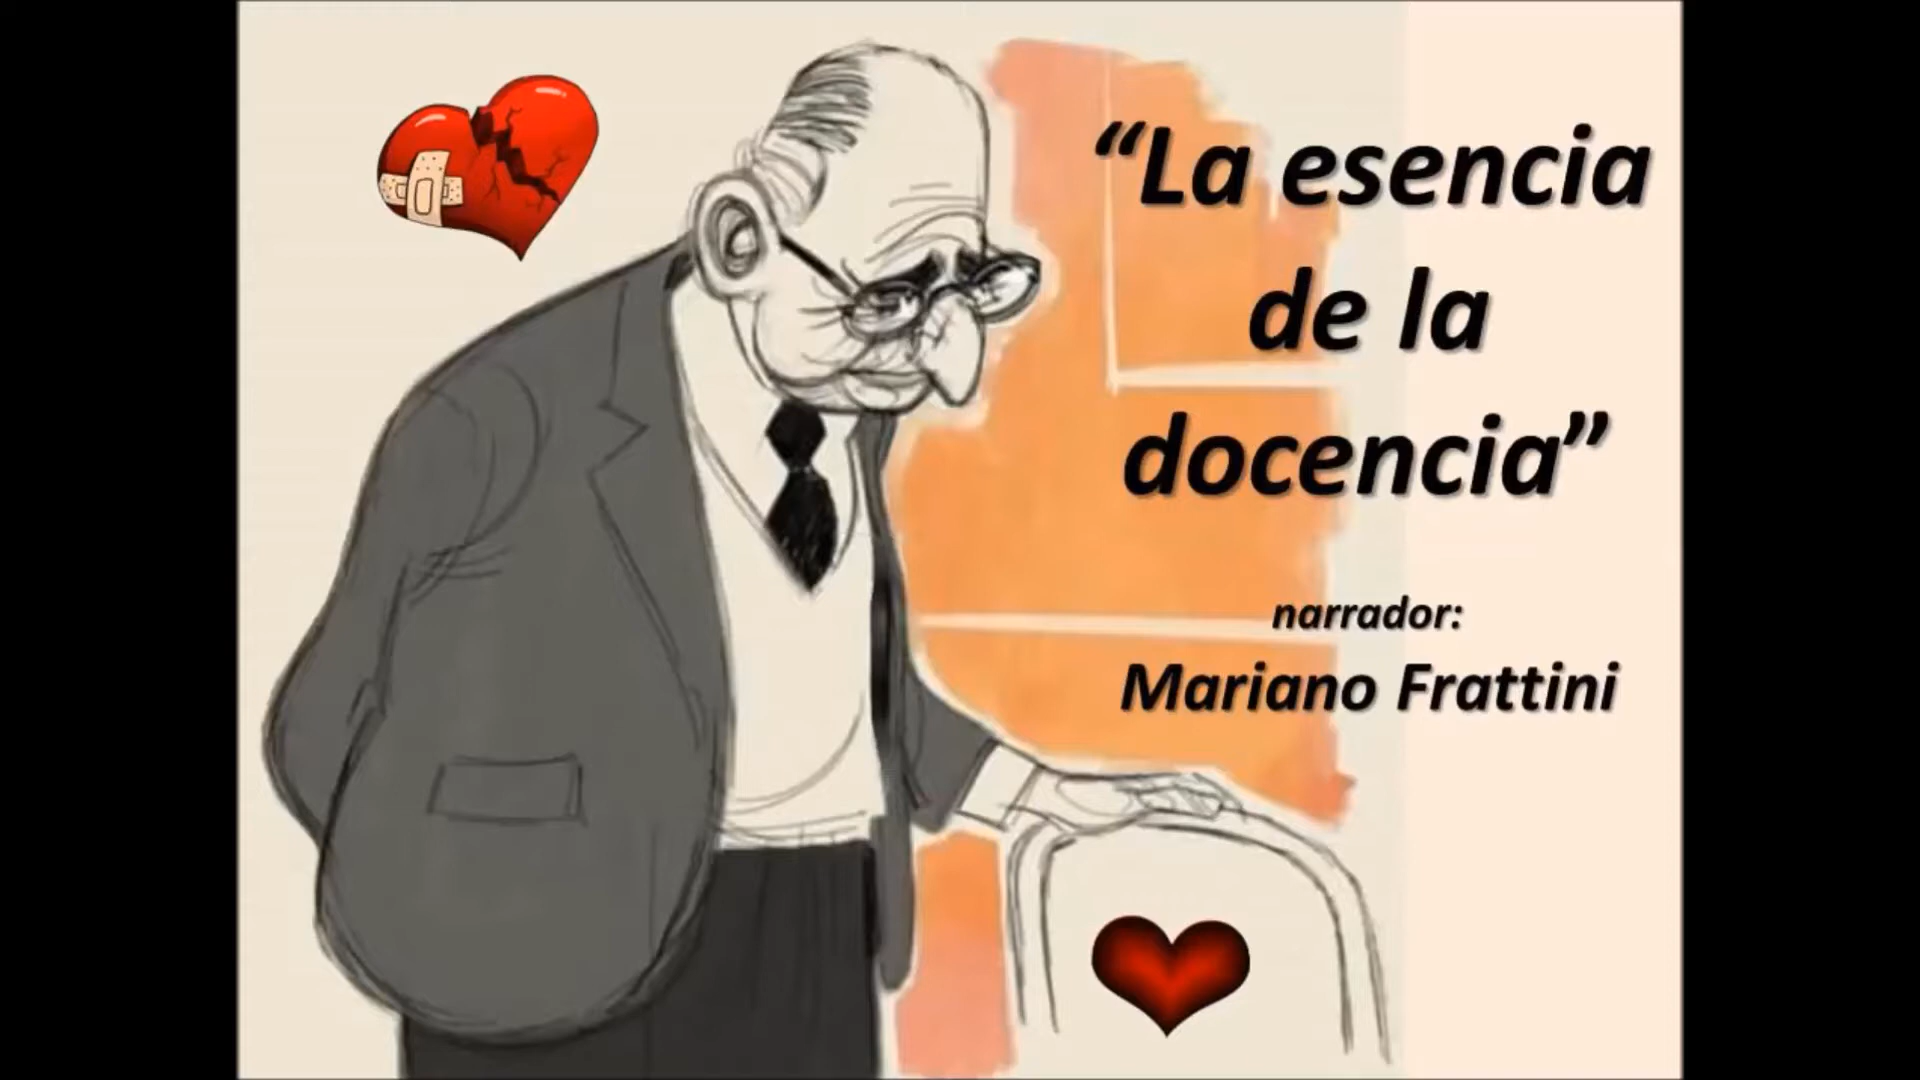 “La esencia
de la
docencia”
narrador:
Mariano Frattini